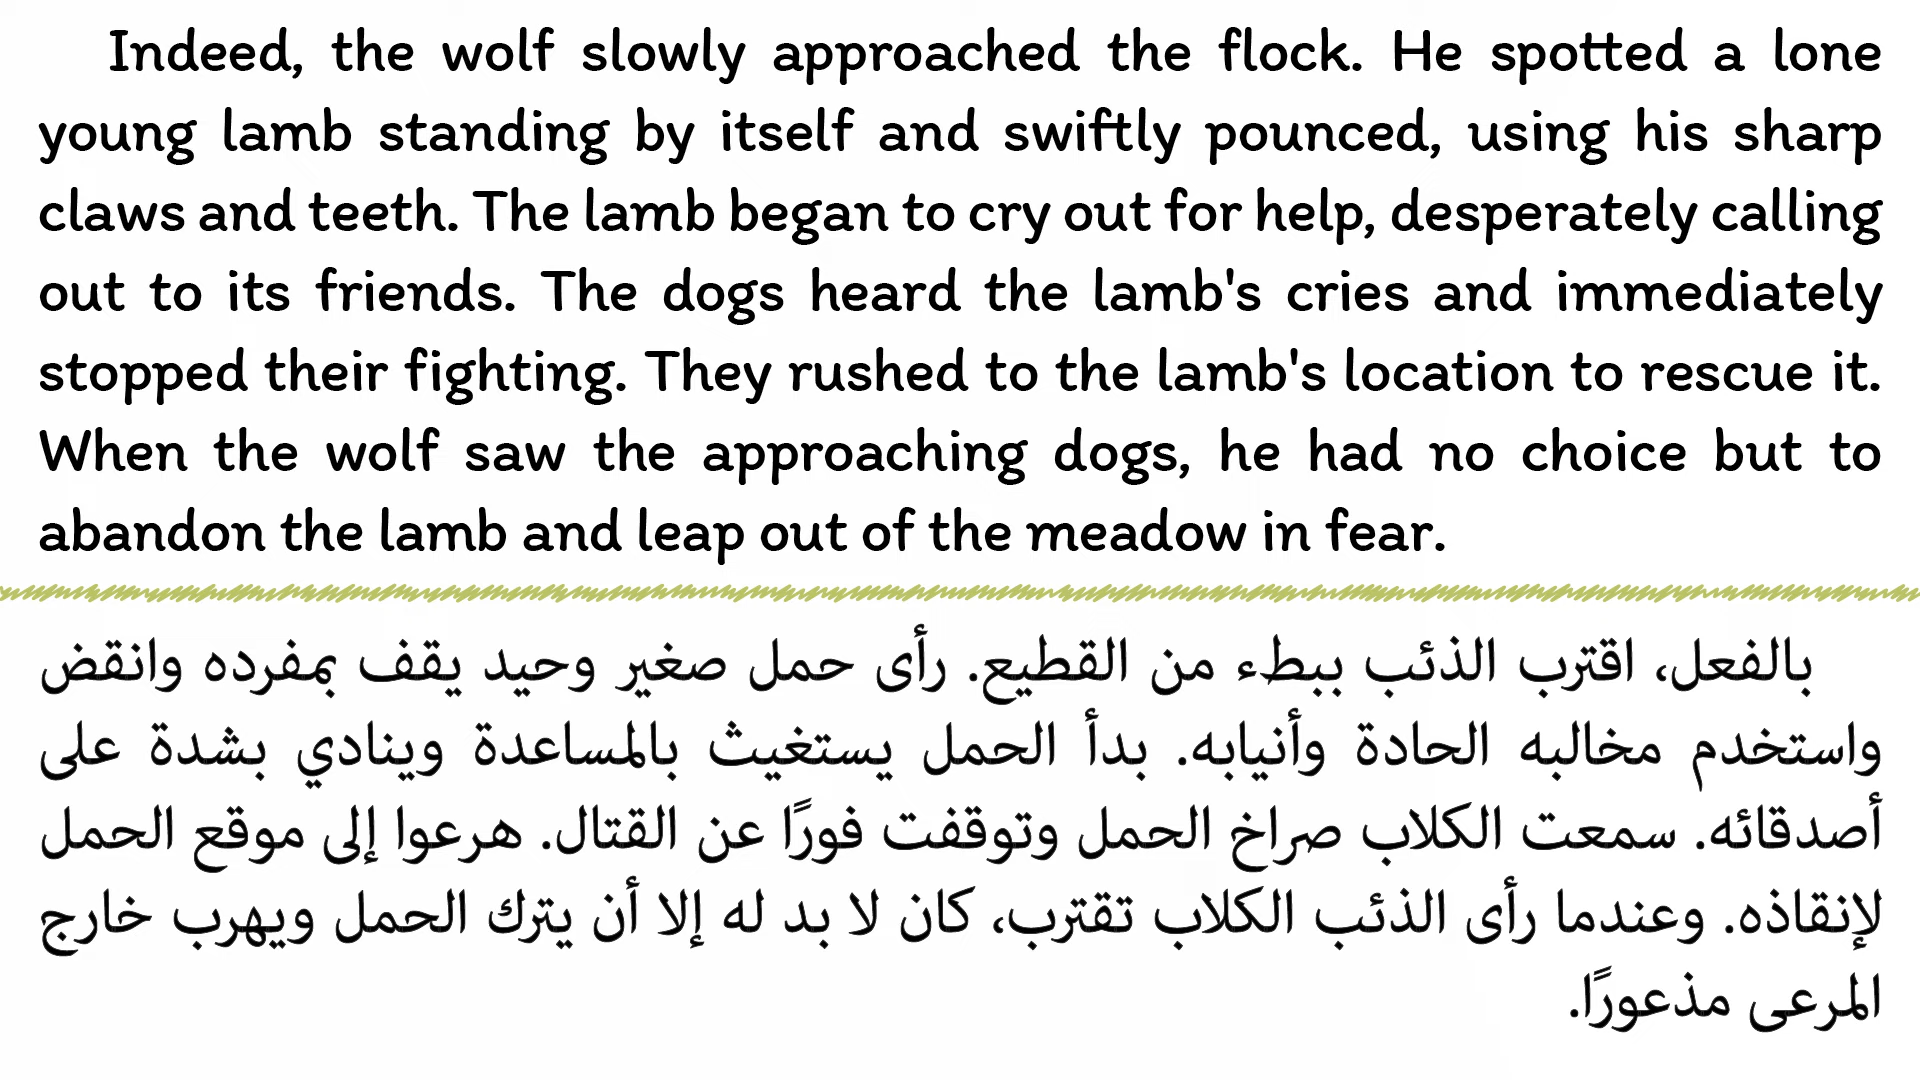 Indeed, the wolf slowly approached the flock. He spotted a lone
young lamb standing by itself and swiftly pounced, using his sharp
claws and teeth. The lamb began to cry out for help, desperately calling
out to its friends. The dogs heard the lamb's cries and immediately
stopped their fighting. They rushed to the lamb's location to rescue it.
When the wolf saw the approaching dogs, he had no choice but to
abandon the lamb and leap out of the meadow in fear.
بالفعل، اقترب الذئب ببطء من القطيع. رأى حمل صغير وحيد يقف بمفرده وانقض
واستخدم مخالبه الحادة وأنيابه. بدأ الحمل يستغيث بالمساعدة وينادي بشدة على
أصدقائه. سمعت الكلاب صراخ الحمل وتوقفت فورًا عن القتال. هرعوا إلى موقع الحمل
لإنقاذه. وعندما رأى الذئب الكلاب تقترب، كان لا بد له إلا أن يترك الحمل ويهرب خارج
المرعى مذعورًا.